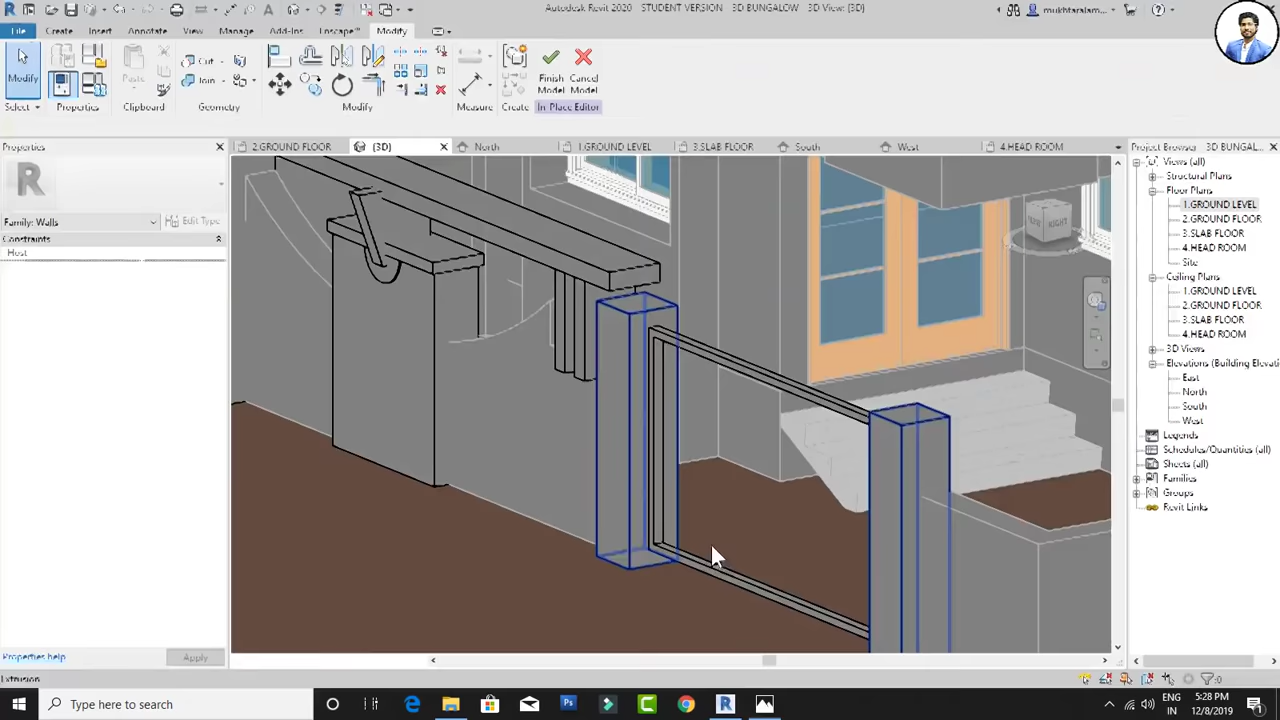 Autodesk Revit 2020 - STUDENT VERSION - 3D BUNGALOW - 3D View: {3D}
mukhtaralam...
File Create Insert Annotate View Manage Add-Ins Enscape™ Modify
Modify
Paste
Cut
Join
Finish Model
Cancel Model
Select Properties Clipboard Geometry Modify Measure Create In-Place Editor
Properties
2.GROUND FLOOR {3D} North 1.GROUND LEVEL 3.SLAB FLOOR South West 4.HEAD ROOM
Project Browser - 3D BUNGAL...
R
Family: Walls
Edit Type
Constraints
Host
RIGHT
Views (all)
Structural Plans
Floor Plans
1.GROUND LEVEL
2.GROUND FLOOR
3.SLAB FLOOR
4.HEAD ROOM
Site
Ceiling Plans
1.GROUND LEVEL
2.GROUND FLOOR
3.SLAB FLOOR
4.HEAD ROOM
3D Views
Elevations (Building Elevati
East
North
South
West
Legends
Schedules/Quantities (all)
Sheets (all)
Families
Groups
Revit Links
Properties help
Apply
Extrusion
:0
Type here to search
ENG
IN
5:28 PM
12/8/2019